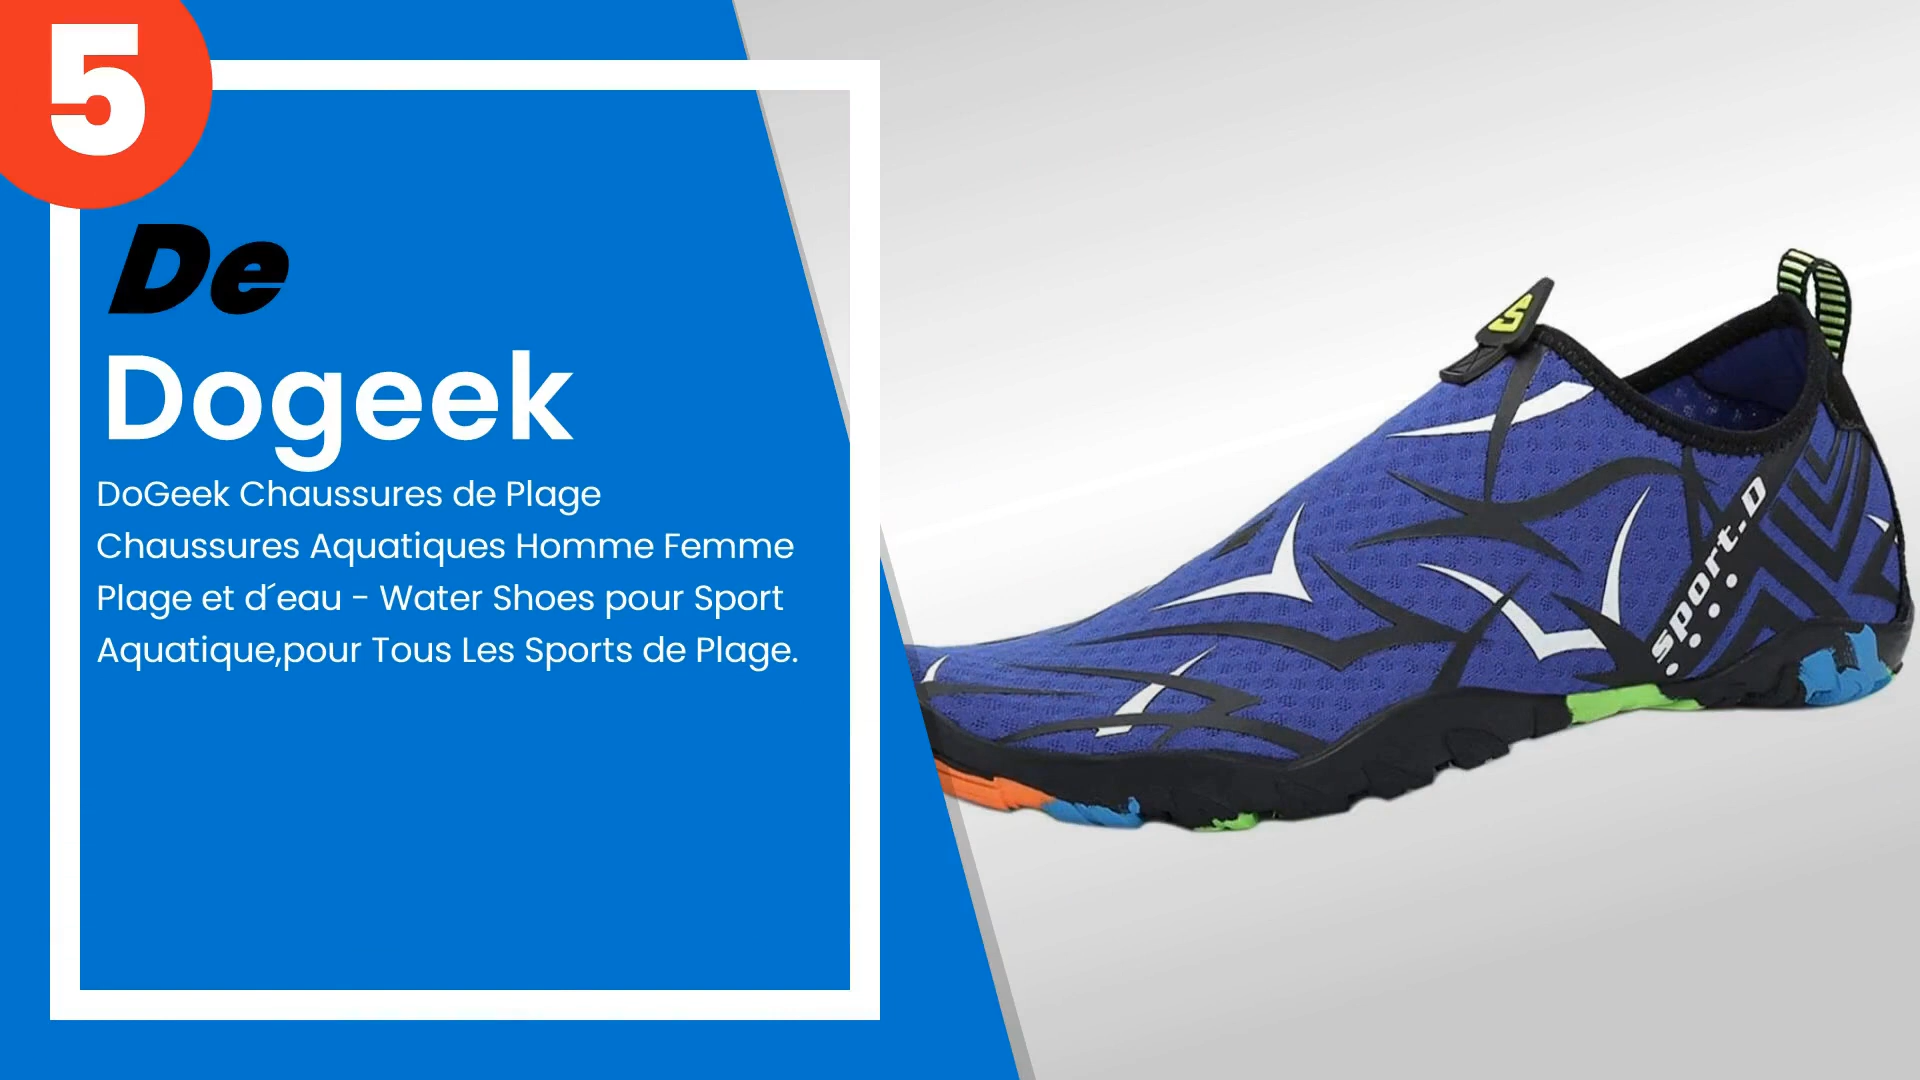 5
De
Dogeek
DoGeek Chaussures de Plage
Chaussures Aquatiques Homme Femme
Plage et d´eau - Water Shoes pour Sport
Aquatique,pour Tous Les Sports de Plage.
S
sport.D